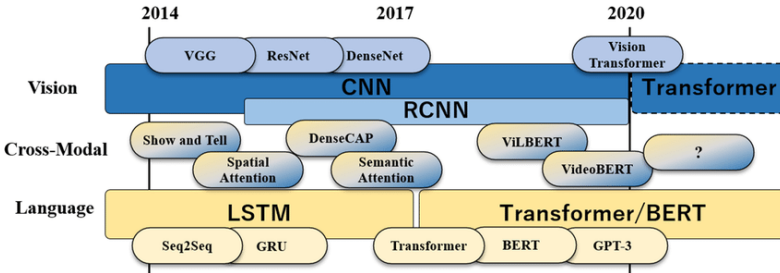 2014
2017
2020
VGG
ResNet
DenseNet
Vision
Transformer
Vision
CNN
Transformer
RCNN
Cross-Modal
Show and Tell
DenseCAP
ViLBERT
?
Spatial
Attention
Semantic
Attention
VideoBERT
Language
LSTM
Transformer/BERT
Seq2Seq
GRU
Transformer
BERT
GPT-3